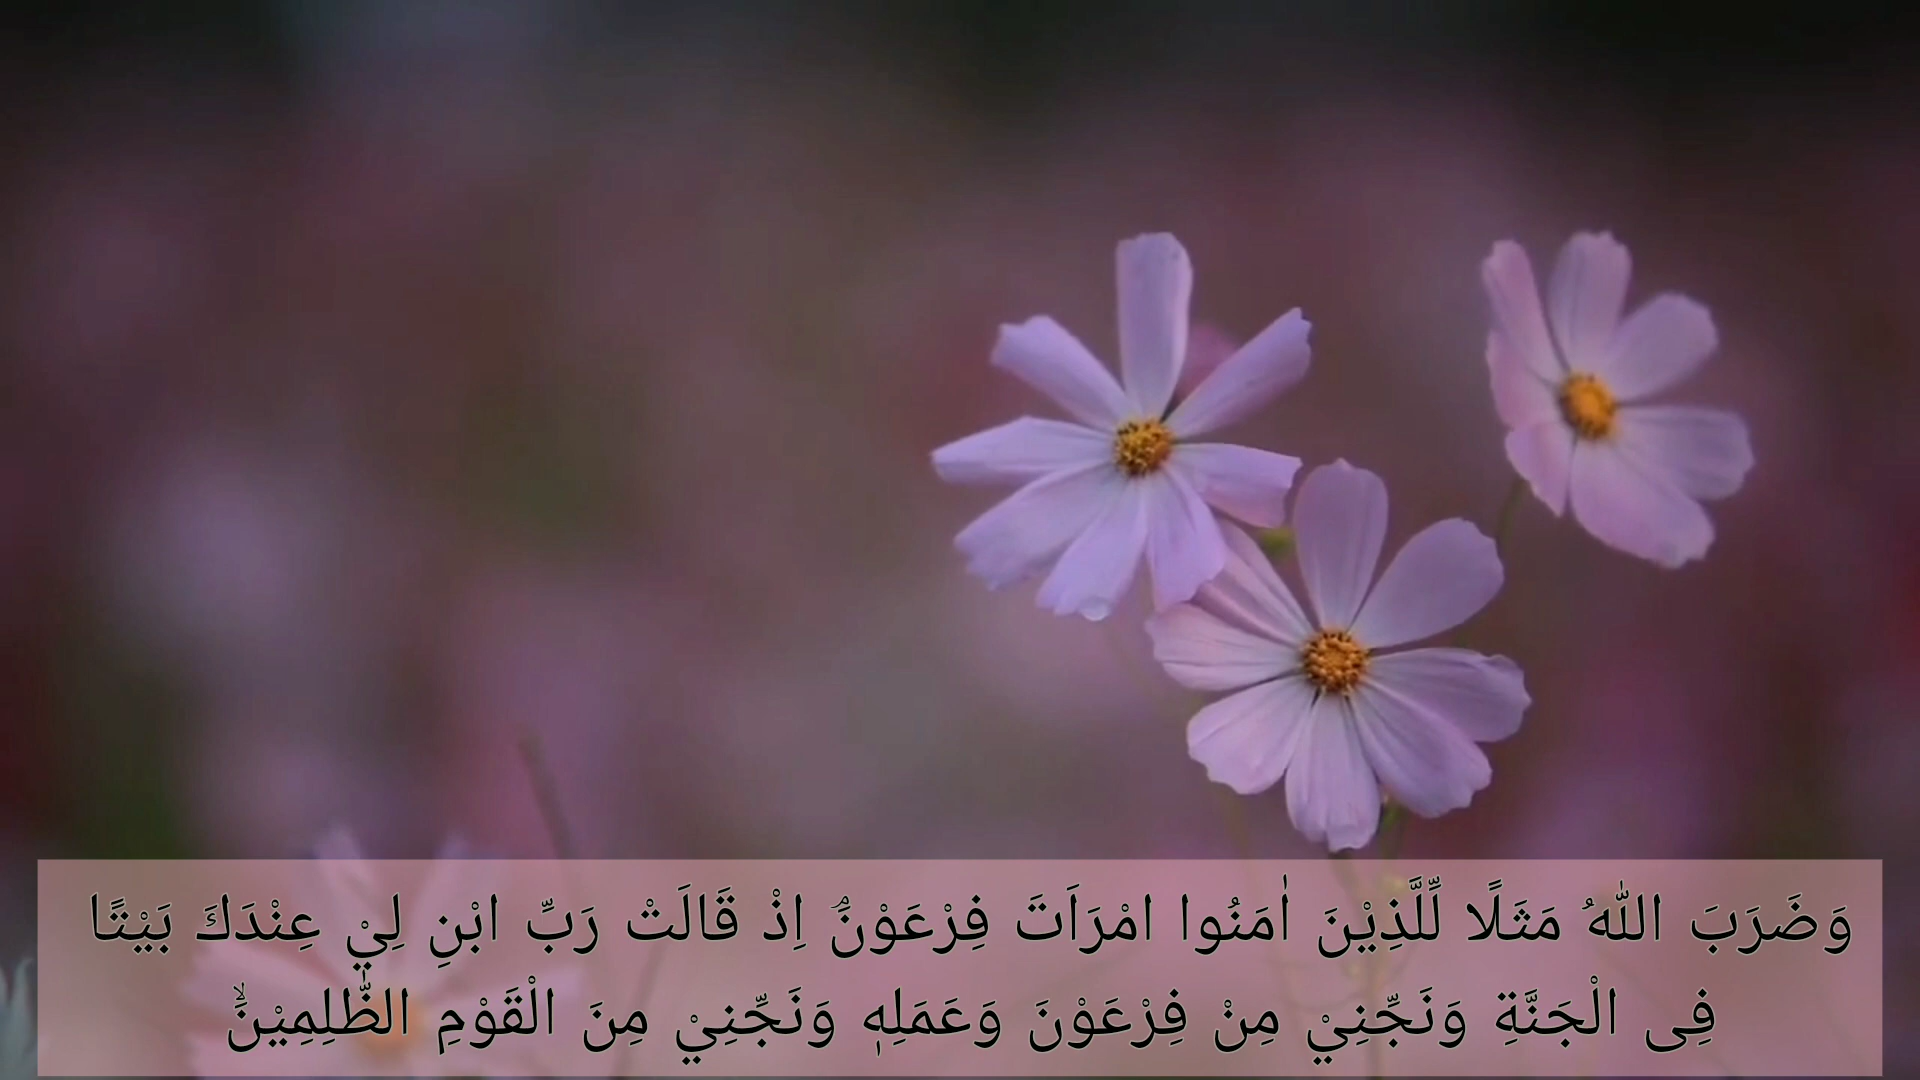 وَضَرَبَ اللّٰهُ مَثَلًا لِّلَّذِيْنَ اٰمَنُوا امْرَاَتَ فِرْعَوْنَۘ اِذْ قَالَتْ رَبِّ ابْنِ لِيْ عِنْدَكَ بَيْتًا
فِى الْجَنَّةِ وَنَجِّنِيْ مِنْ فِرْعَوْنَ وَعَمَلِهٖ وَنَجِّنِيْ مِنَ الْقَوْمِ الظّٰلِمِيْنَۙ